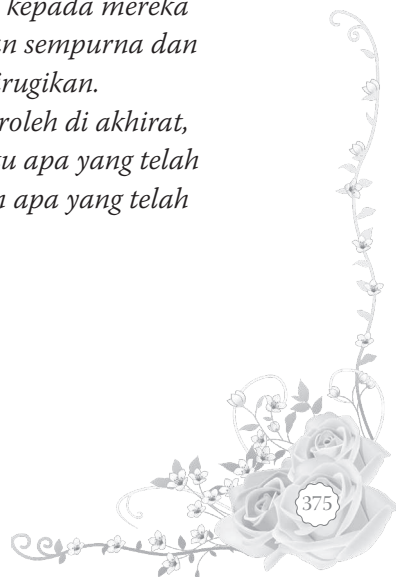 kepada mereka
n sempurna dan
irugikan.
roleh di akhirat,
u apa yang telah
n apa yang telah
375